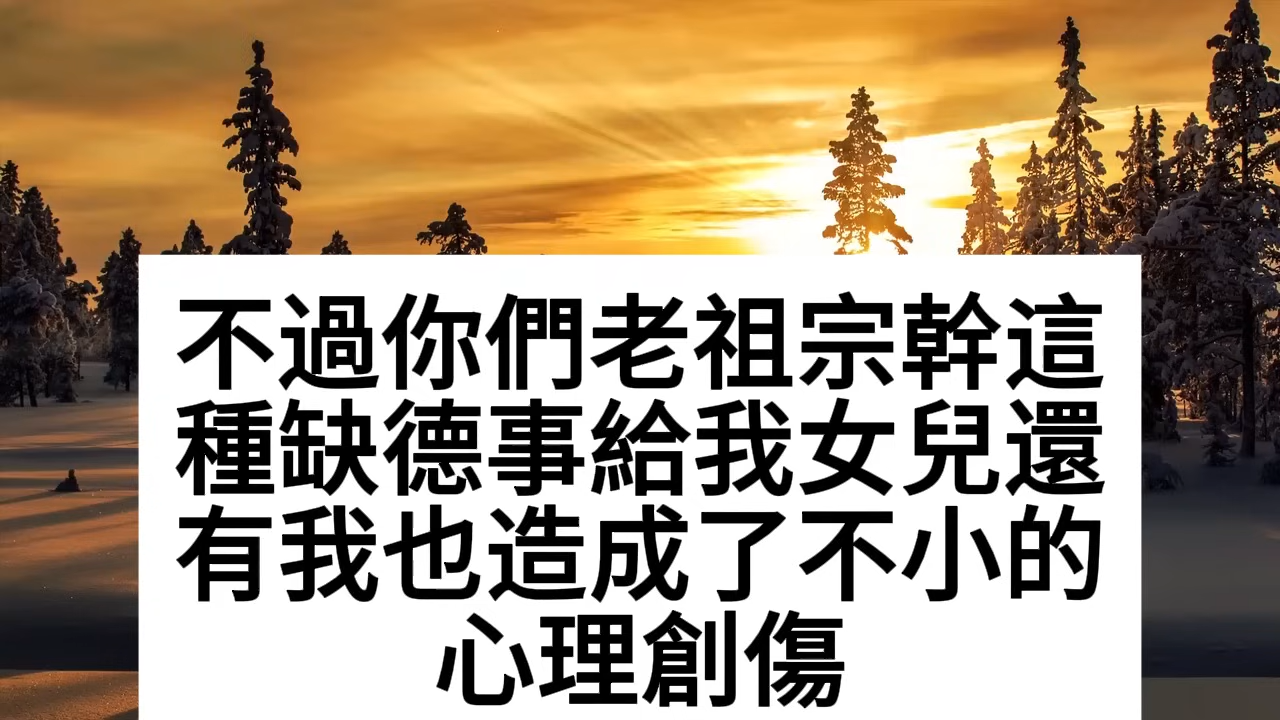 不過你們老祖宗幹這
種缺德事給我女兒還
有我也造成了不小的
心理創傷